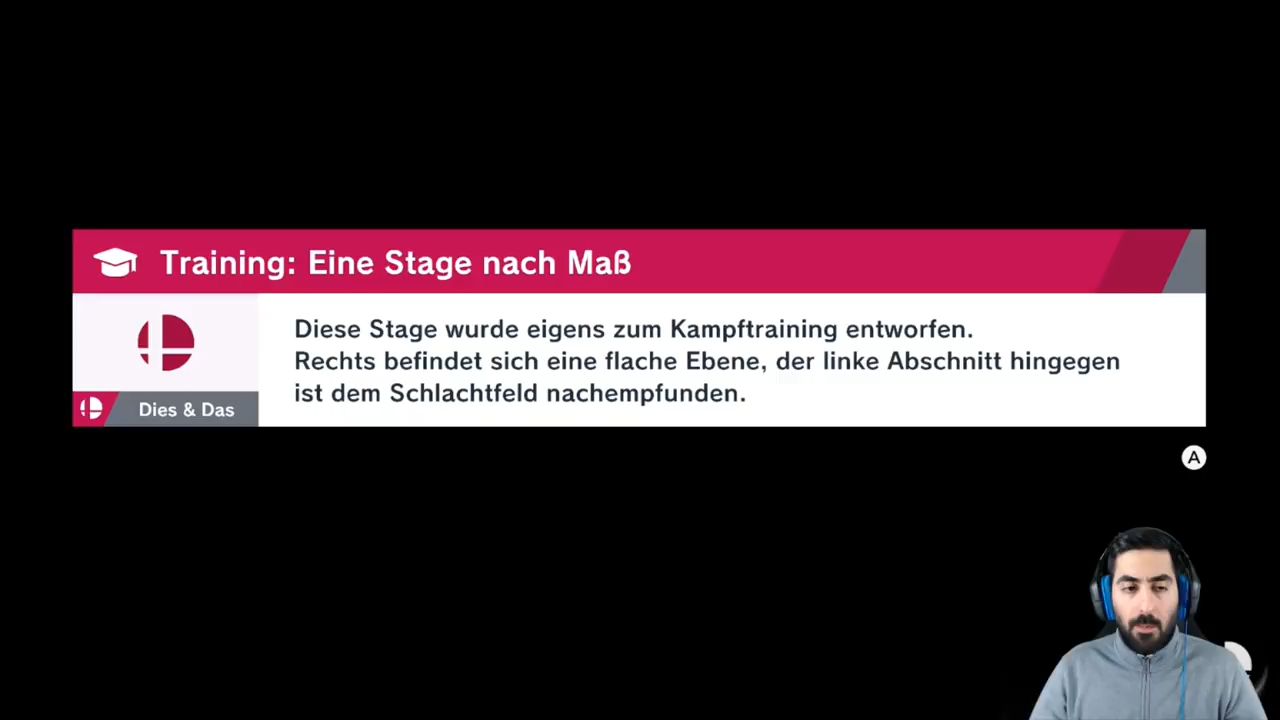 Training: Eine Stage nach Maß
Diese Stage wurde eigens zum Kampftraining entworfen.
Rechts befindet sich eine flache Ebene, der linke Abschnitt hingegen
ist dem Schlachtfeld nachempfunden.
Dies & Das
A